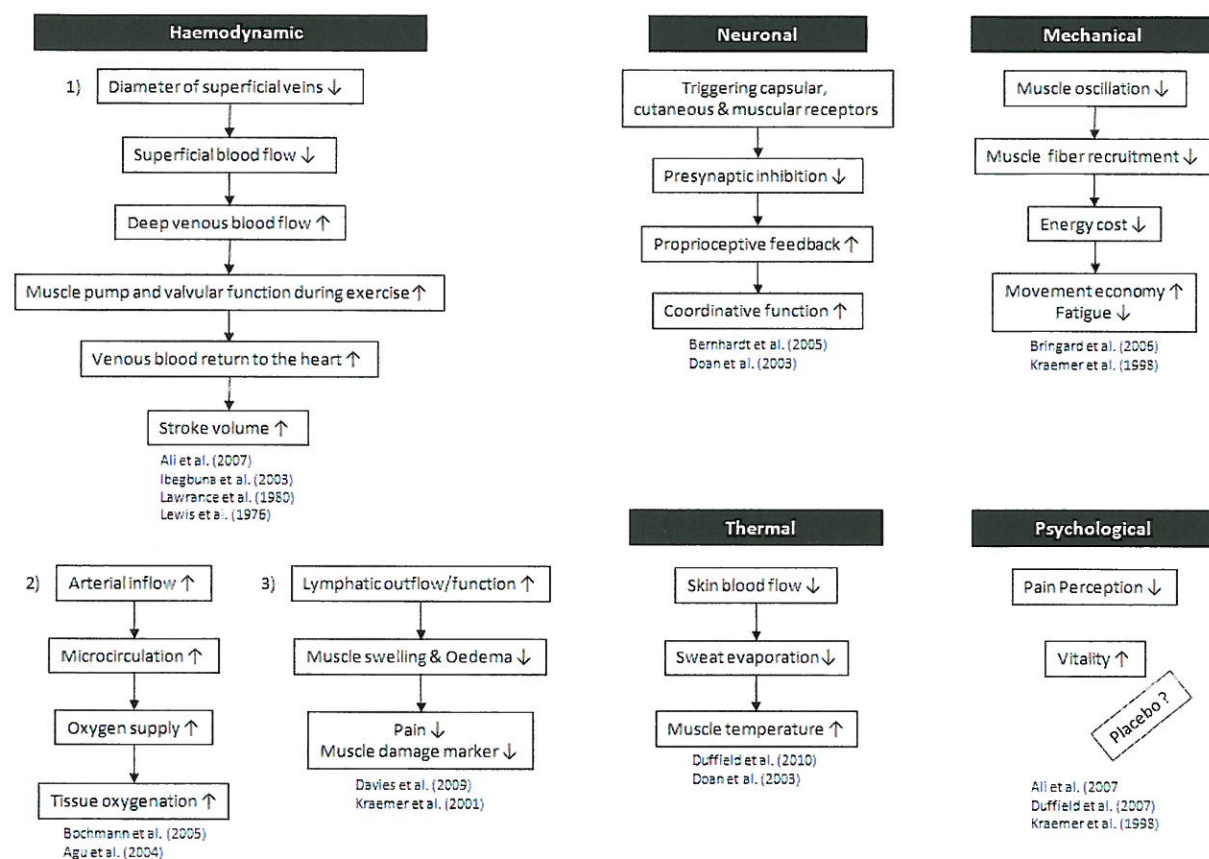 Haemodynamic
1) Diameter of superficial veins ↓
Superficial blood flow ↓
Deep venous blood flow ↑
Muscle pump and valvular function during exercise ↑
Venous blood return to the heart ↑
Stroke volume ↑
Ali et al. (2007)
Ibegbuna et al. (2003)
Lawrance et al. (1980)
Lewis et al. (1976)
2) Arterial inflow ↑
Microcirculation ↑
Oxygen supply ↑
Tissue oxygenation ↑
Bochmann et al. (2005)
Agu et al. (2004)
3) Lymphatic outflow/function ↑
Muscle swelling & Oedema ↓
Pain ↓
Muscle damage marker ↓
Davies et al. (2009)
Kraemer et al. (2001)
Neuronal
Triggering capsular,
cutaneous & muscular receptors
Presynaptic inhibition ↓
Proprioceptive feedback ↑
Coordinative function ↑
Bernhardt et al. (2005)
Doan et al. (2003)
Mechanical
Muscle oscillation ↓
Muscle fiber recruitment ↓
Energy cost ↓
Movement economy ↑
Fatigue ↓
Bringard et al. (2006)
Kraemer et al. (1998)
Thermal
Skin blood flow ↓
Sweat evaporation ↓
Muscle temperature ↑
Duffield et al. (2010)
Doan et al. (2003)
Psychological
Pain Perception ↓
Vitality ↑
Placebo ?
Ali et al. (2007
Duffield et al. (2007)
Kraemer et al. (1998)